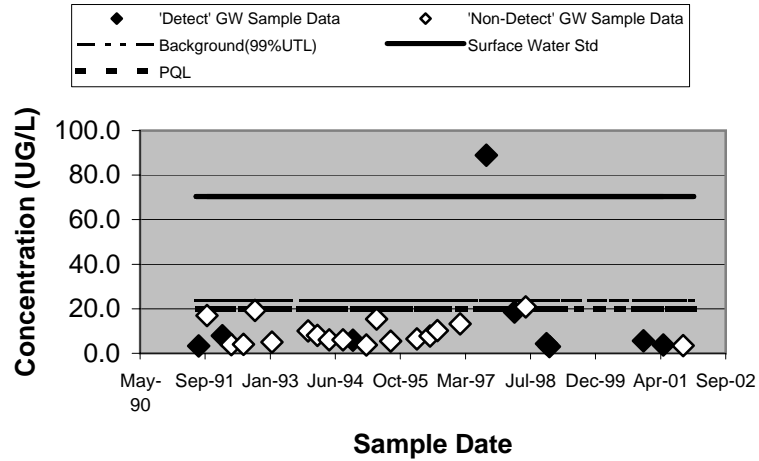 'Detect' GW Sample Data
'Non-Detect' GW Sample Data
Background(99%UTL)
Surface Water Std
PQL
Concentration (UG/L)
100.0
80.0
60.0
40.0
20.0
0.0
May-90
Sep-91
Jan-93
Jun-94
Oct-95
Mar-97
Jul-98
Dec-99
Apr-01
Sep-02
Sample Date